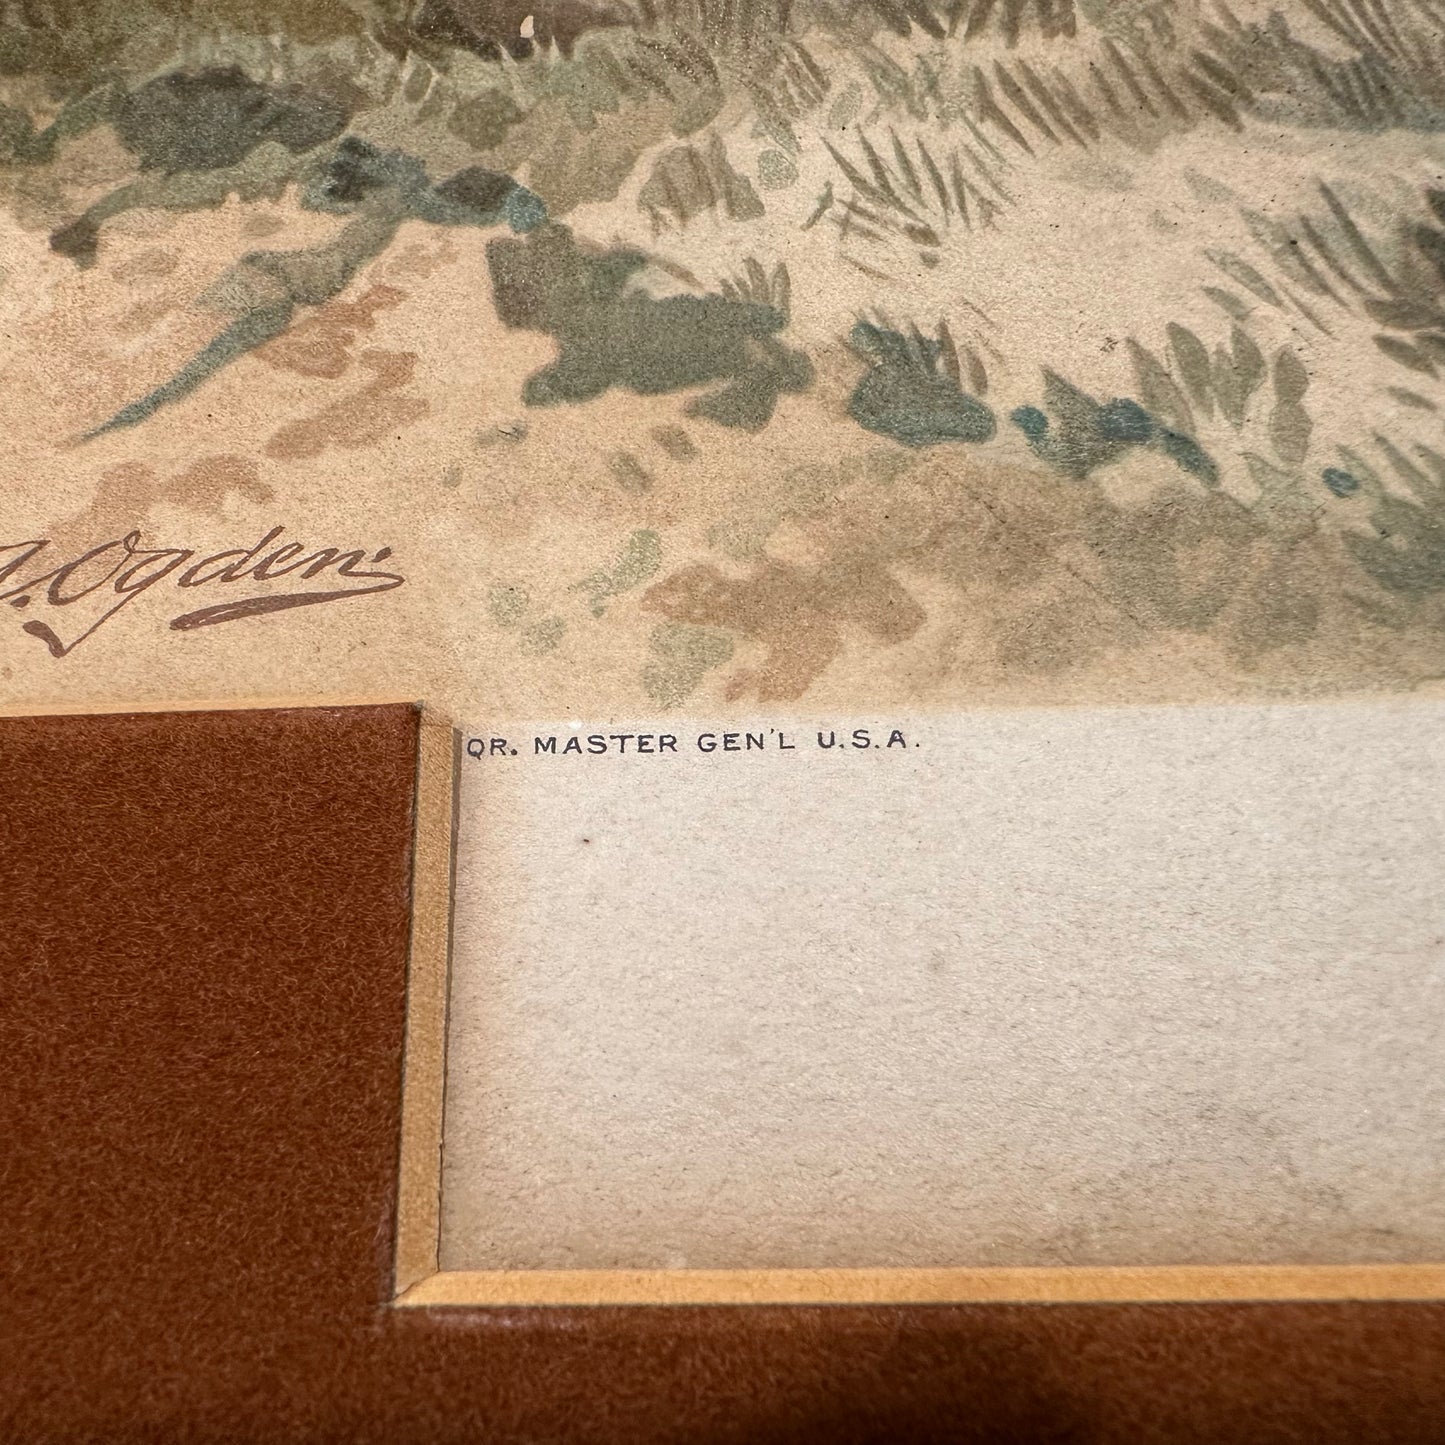 Ogden.
QR. MASTER GEN'L U.S.A.